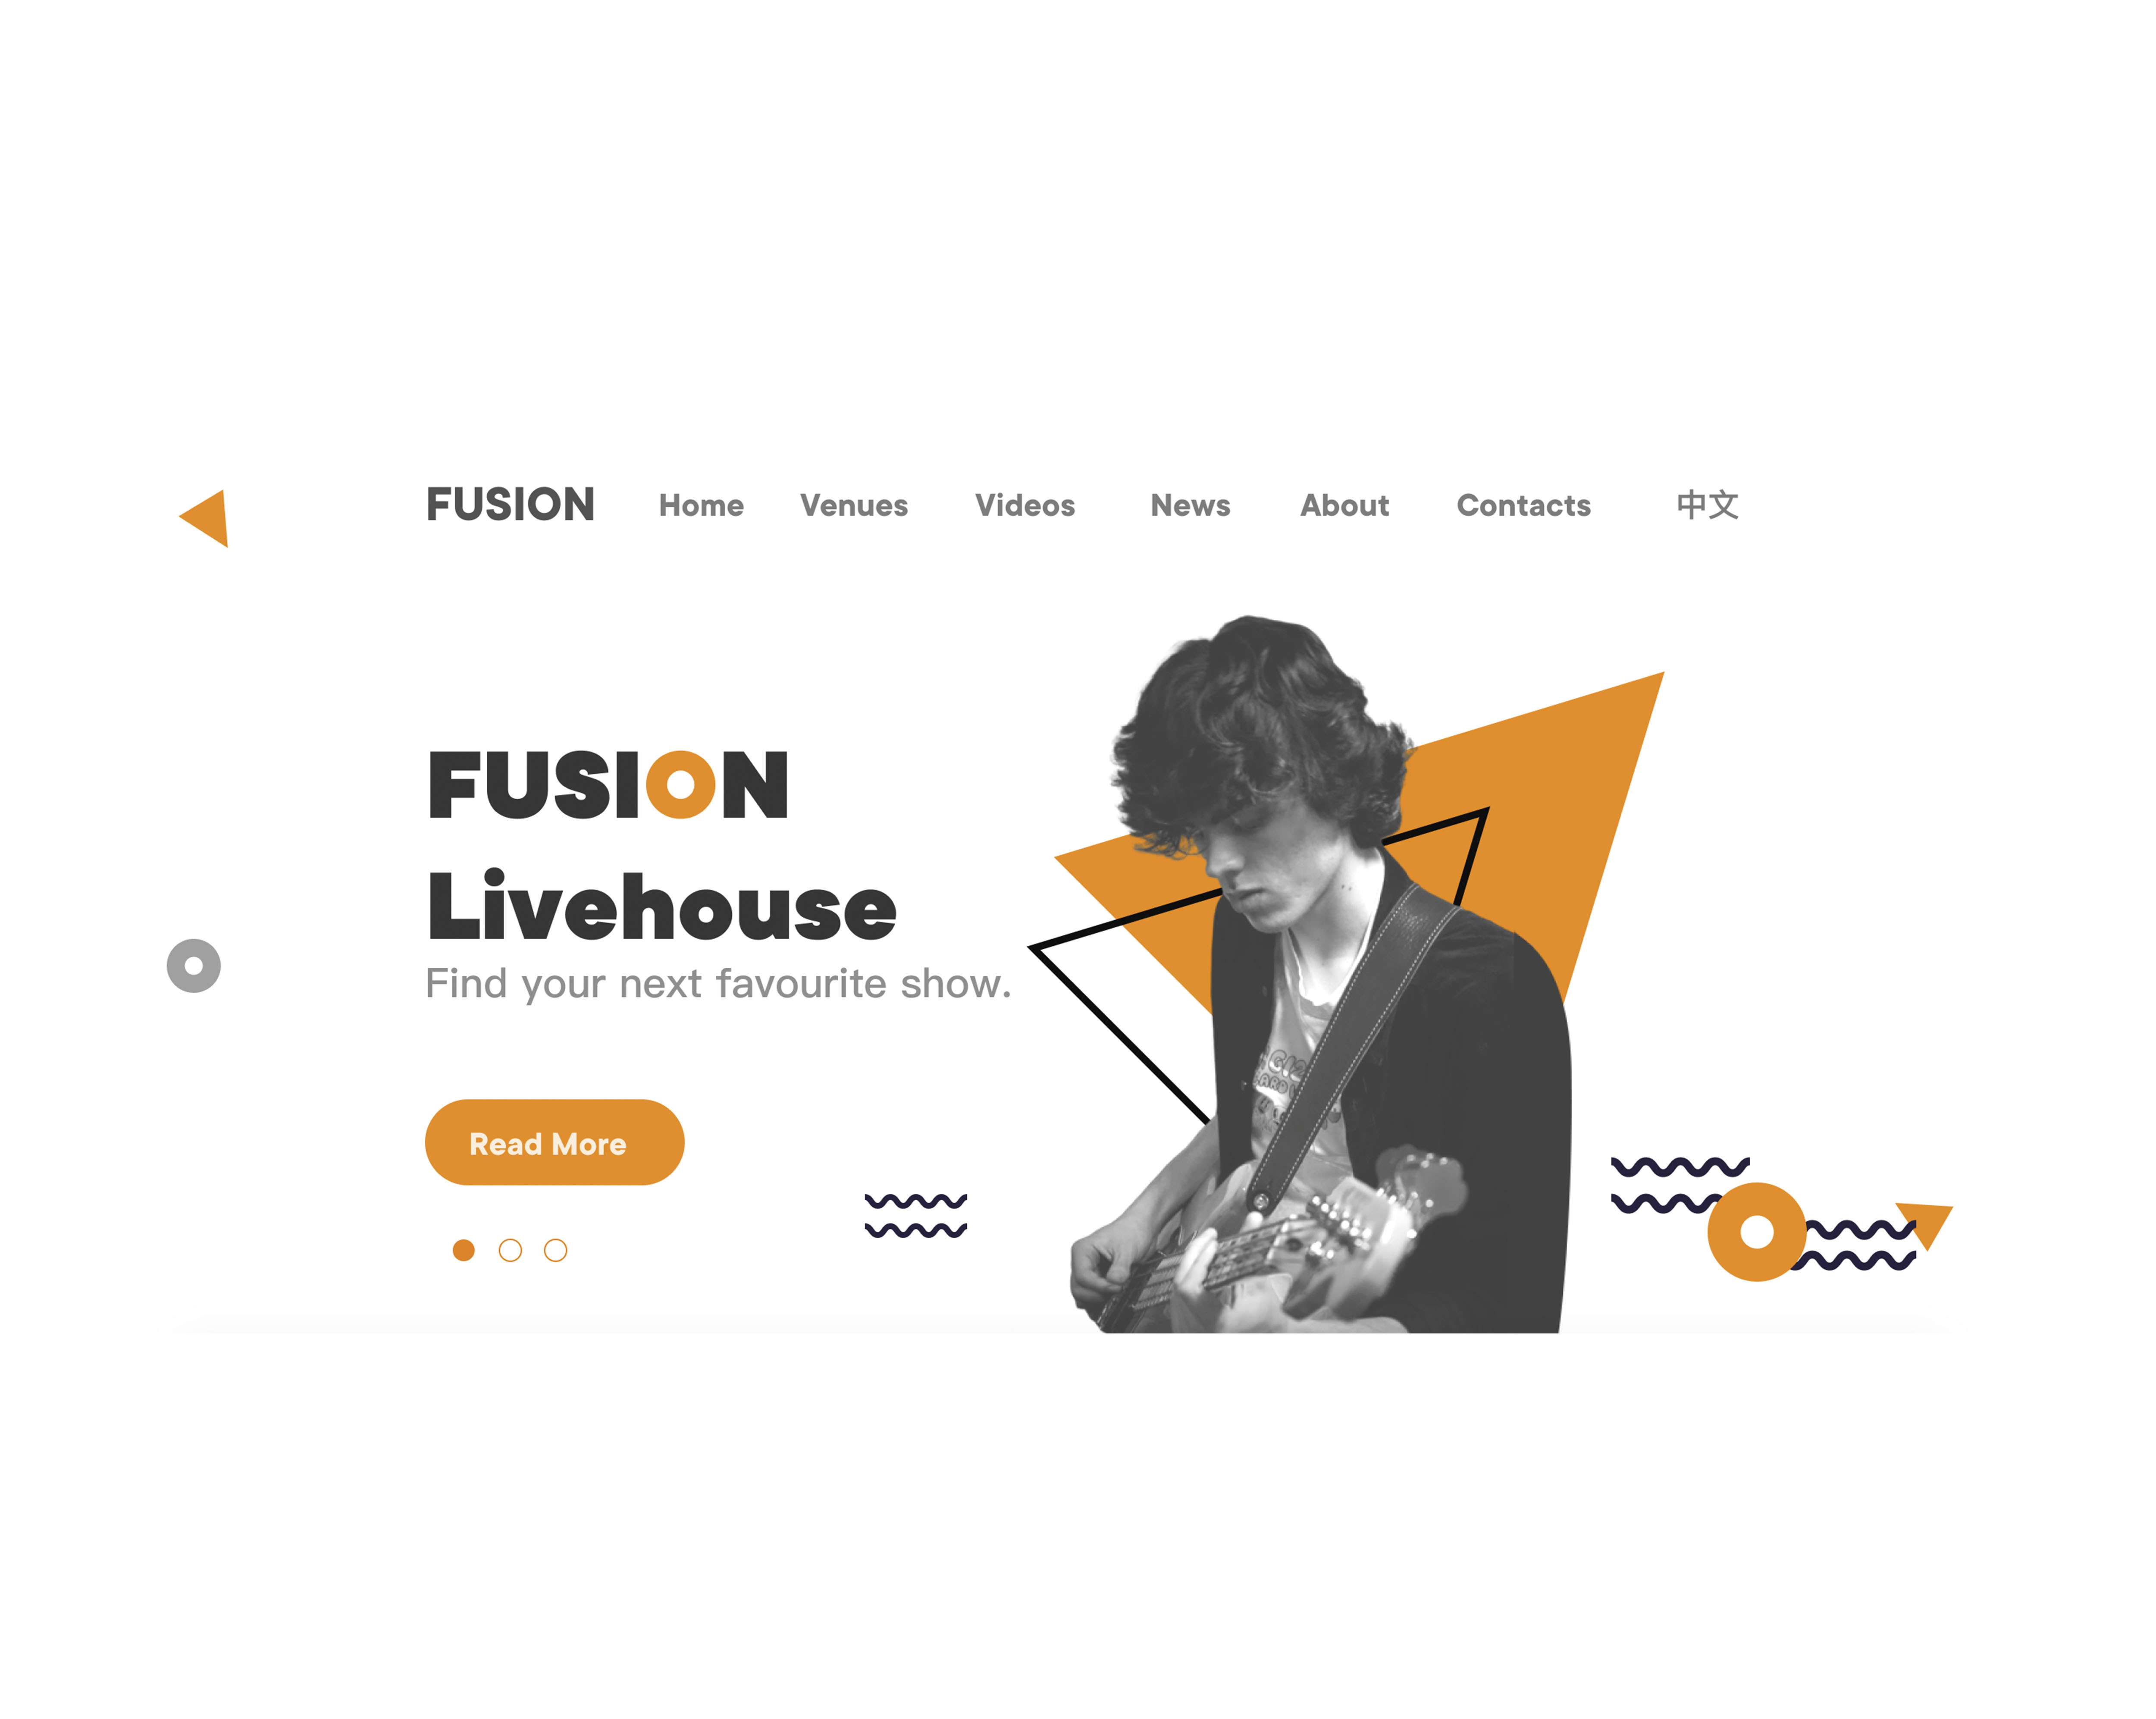 FUSION Home Venues Videos News About Contacts 中文
FUSION
Livehouse
Find your next favourite show.
Read More